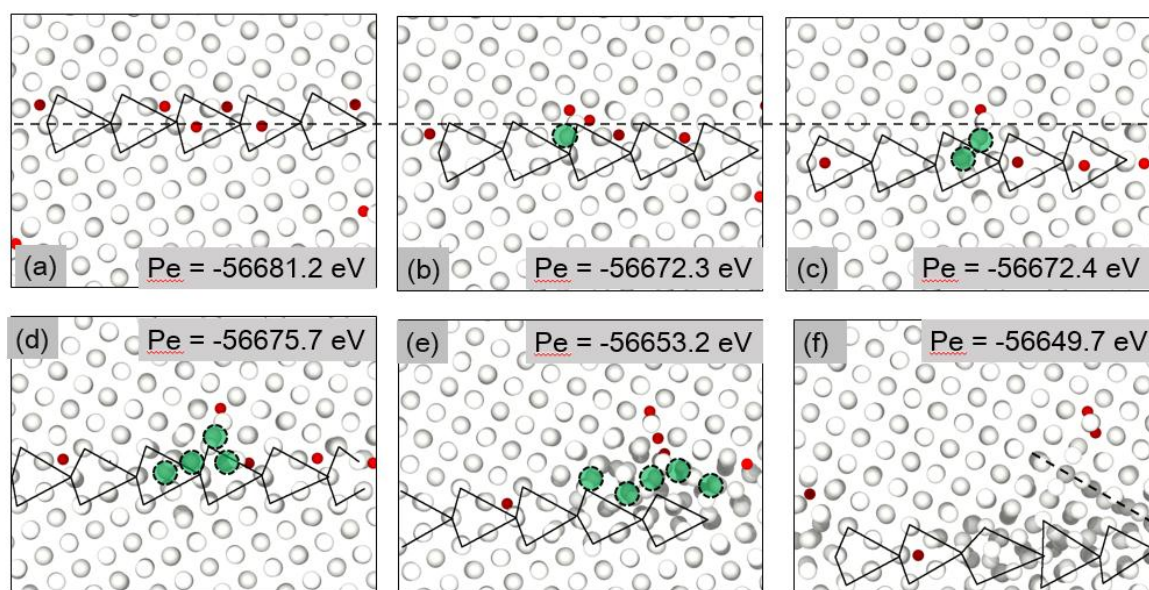 (a) Pe = -56681.2 eV
(b) Pe = -56672.3 eV
(c) Pe = -56672.4 eV
(d) Pe = -56675.7 eV
(e) Pe = -56653.2 eV
(f) Pe = -56649.7 eV